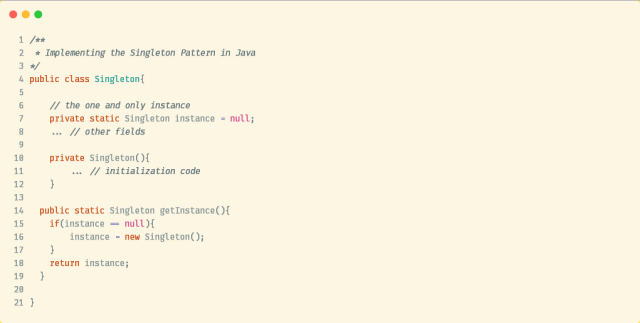 1 /**
2  * Implementing the Singleton Pattern in Java
3 */
4 public class Singleton{
5
6     // the one and only instance
7     private static Singleton instance = null;
8     ... // other fields
9
10     private Singleton(){
11         ... // initialization code
12     }
13
14   public static Singleton getInstance(){
15     if(instance == null){
16         instance = new Singleton();
17     }
18     return instance;
19   }
20
21 }